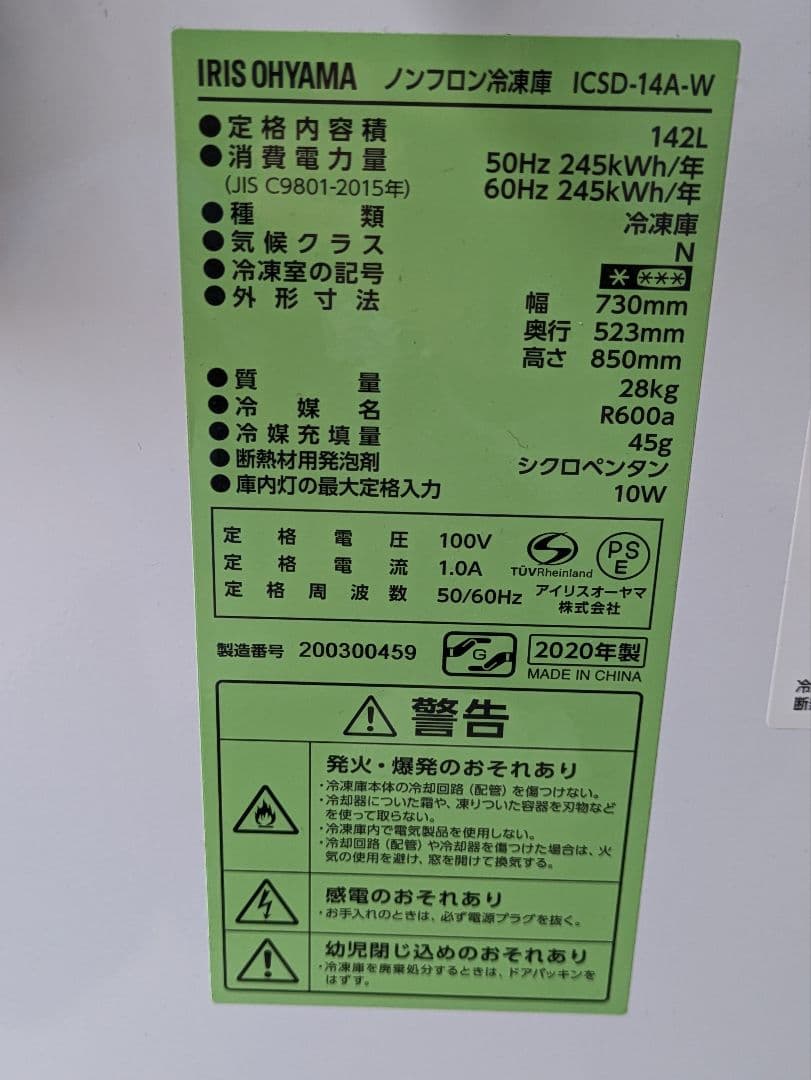 IRIS OHYAMA ノンフロン冷凍庫 ICSD-14A-W
●定格内容積 142L
●消費電力量 50Hz 245kWh/年
(JIS C9801-2015年) 60Hz 245kWh/年
●種類 冷凍庫
●気候クラス N
●冷凍室の記号 * ***
●外形寸法 幅 730mm
奥行 523mm
高さ 850mm
●質量 28kg
●冷媒名 R600a
●冷媒充填量 45g
●断熱材用発泡剤 シクロペンタン
●庫内灯の最大定格入力 10W
定格電圧 100V
定格電流 1.0A
定格周波数 50/60Hz
TÜVRheinland
PS
E
アイリスオーヤマ
株式会社
製造番号 200300459 G 2020年製
MADE IN CHINA
警告
発火・爆発のおそれあり
・冷凍庫本体の冷却回路(配管)を傷つけない。
・冷却器についた霜や、凍りついた容器を刃物など
を使って取らない。
・冷凍庫内で電気製品を使用しない。
・冷却回路(配管)や冷却器を傷つけた場合は、火
気の使用を避け、窓を開けて換気する。
感電のおそれあり
・お手入れのときは、必ず電源プラグを抜く。
幼児閉じ込めのおそれあり
・冷凍庫を廃棄処分するときは、ドアパッキンを
はずす。